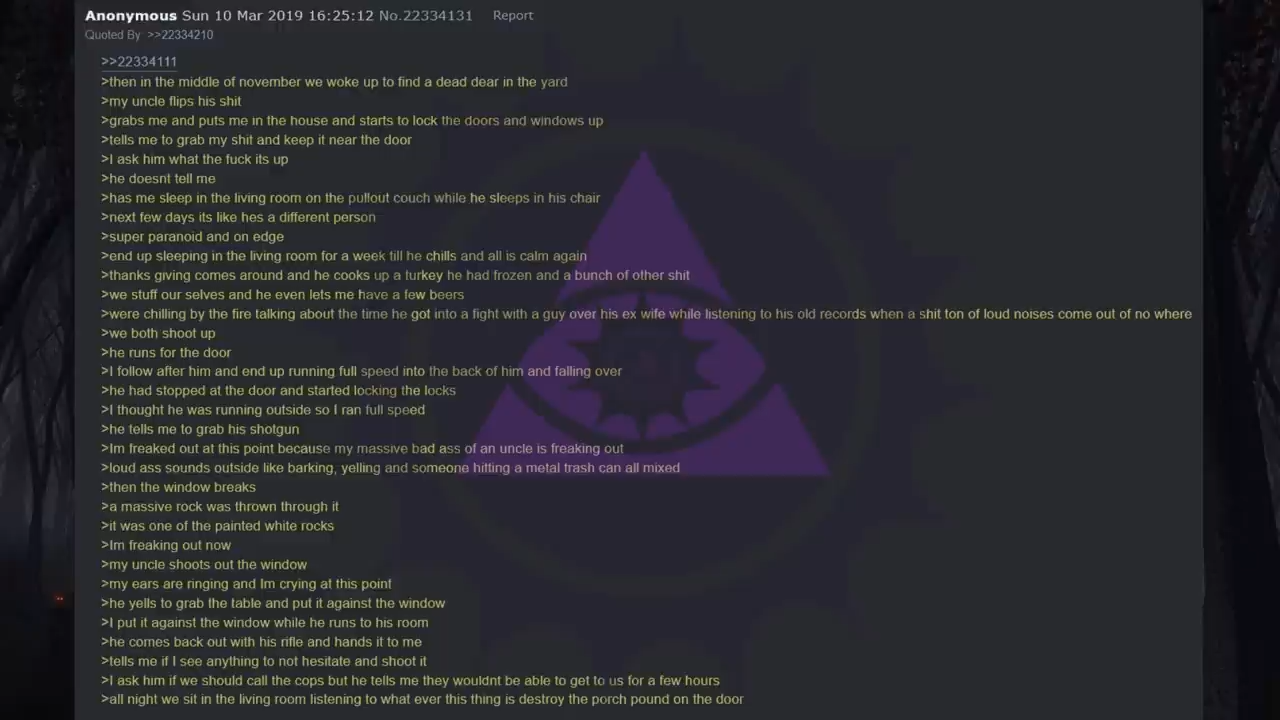 Anonymous Sun 10 Mar 2019 16:25:12 No.22334131 Report
Quoted By: >>22334210
>>22334111
>then in the middle of november we woke up to find a dead dear in the yard
>my uncle flips his shit
>grabs me and puts me in the house and starts to lock the doors and windows up
>tells me to grab my shit and keep it near the door
>I ask him what the fuck its up
>he doesnt tell me
>has me sleep in the living room on the pullout couch while he sleeps in his chair
>next few days its like hes a different person
>super paranoid and on edge
>end up sleeping in the living room for a week till he chills and all is calm again
>thanks giving comes around and he cooks up a turkey he had frozen and a bunch of other shit
>we stuff our selves and he even lets me have a few beers
>were chilling by the fire talking about the time he got into a fight with a guy over his ex wife while listening to his old records when a shit ton of loud noises come out of no where
>we both shoot up
>he runs for the door
>I follow after him and end up running full speed into the back of him and falling over
>he had stopped at the door and started locking the locks
>I thought he was running outside so I ran full speed
>he tells me to grab his shotgun
>Im freaked out at this point because my massive bad ass of an uncle is freaking out
>loud ass sounds outside like barking, yelling and someone hitting a metal trash can all mixed
>then the window breaks
>a massive rock was thrown through it
>it was one of the painted white rocks
>Im freaking out now
>my uncle shoots out the window
>my ears are ringing and Im crying at this point
>he yells to grab the table and put it against the window
>I put it against the window while he runs to his room
>he comes back out with his rifle and hands it to me
>tells me if I see anything to not hesitate and shoot it
>I ask him if we should call the cops but he tells me they wouldnt be able to get to us for a few hours
>all night we sit in the living room listening to what ever this thing is destroy the porch pound on the door